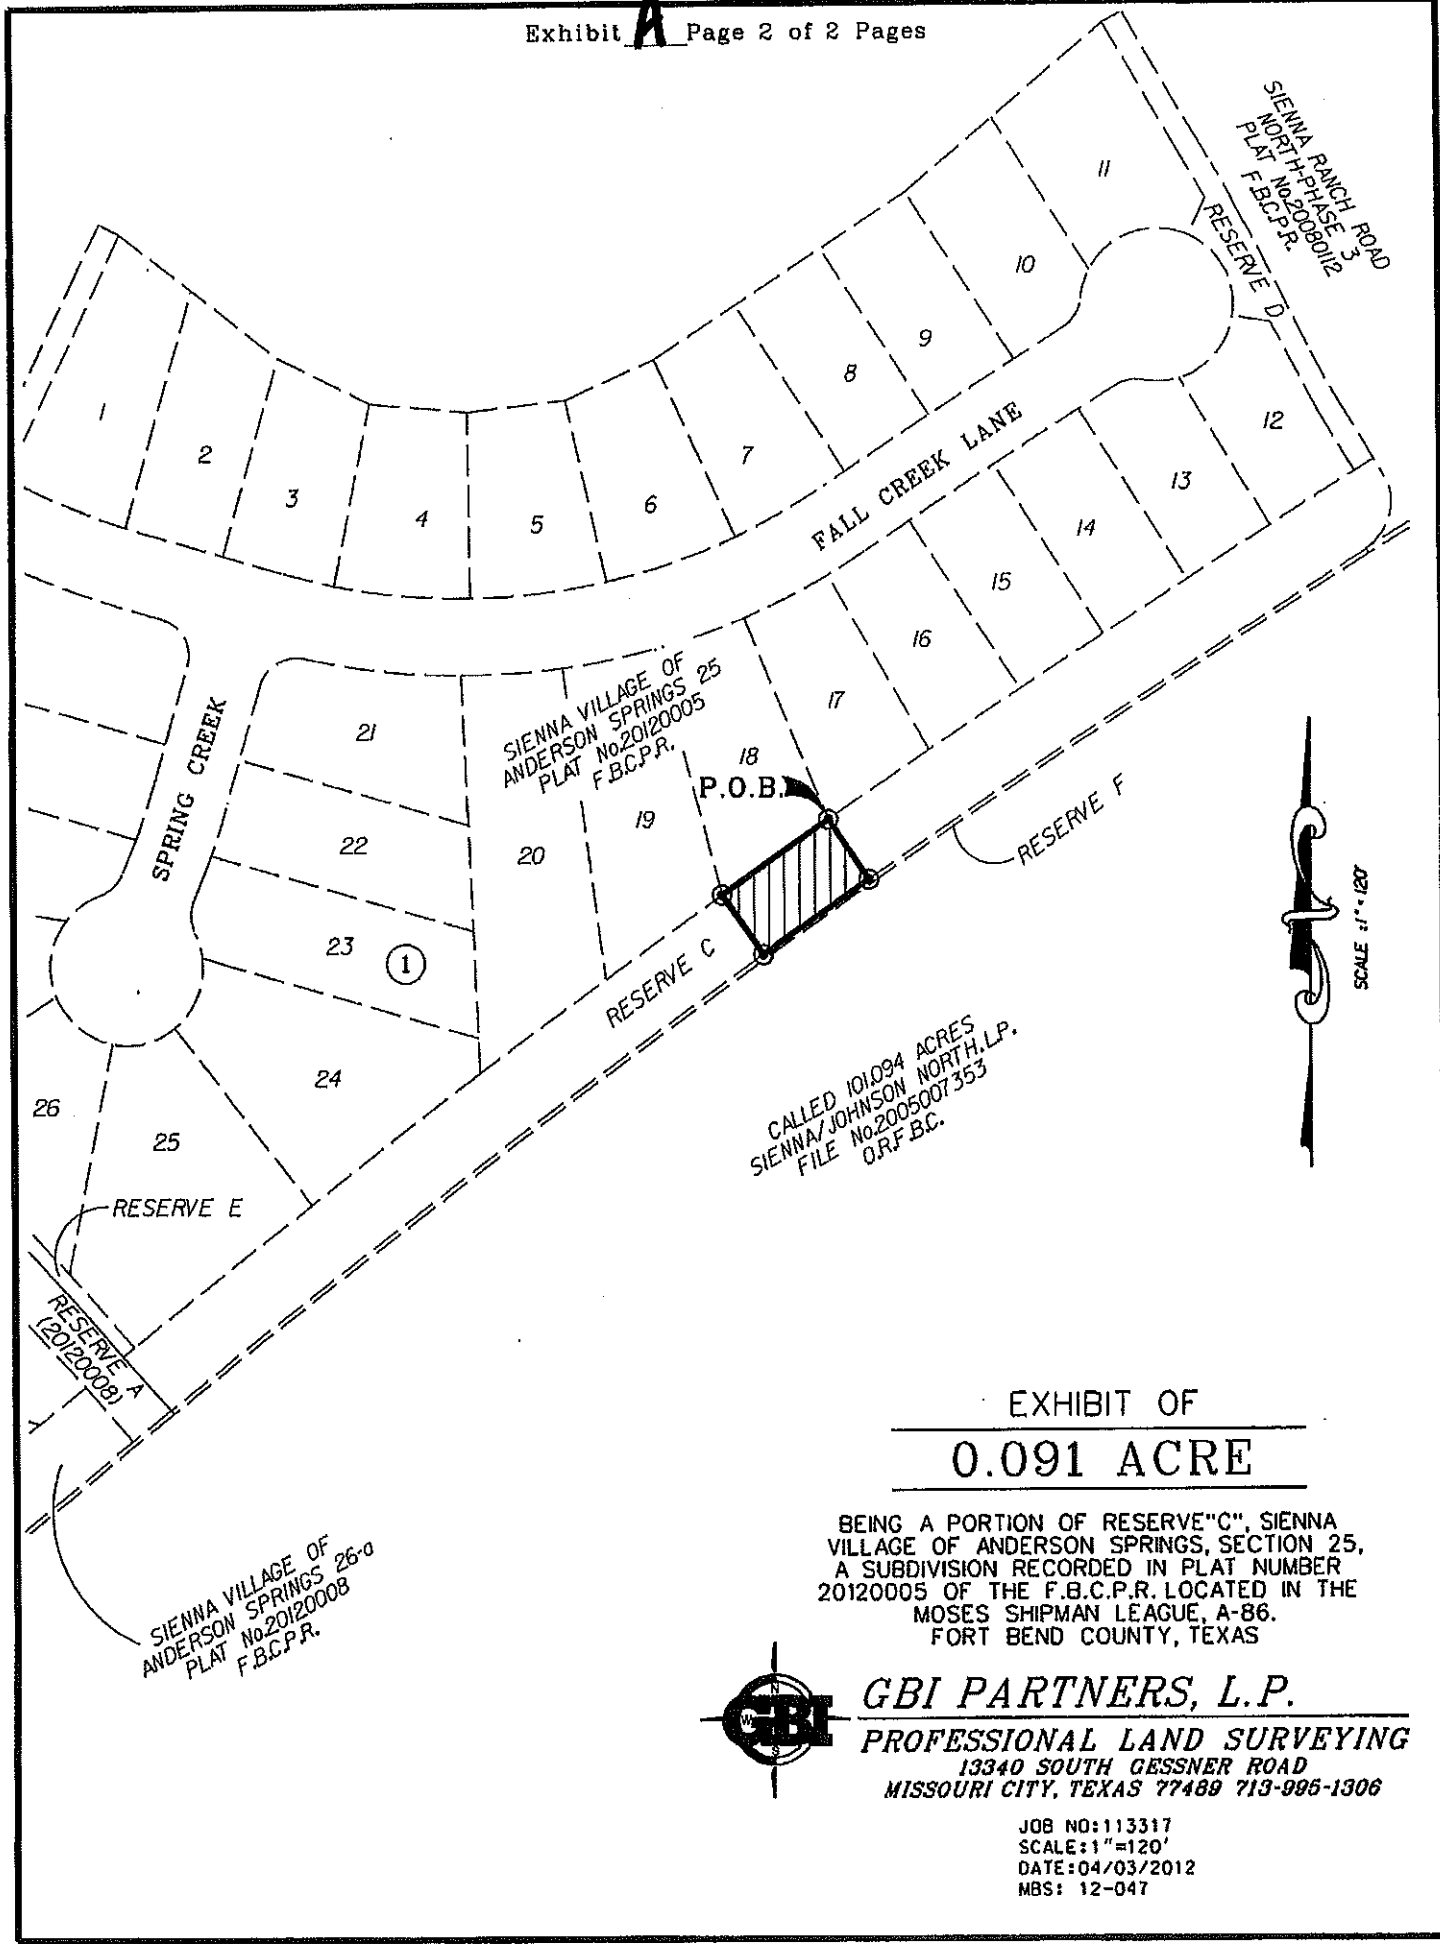 Exhibit A Page 2 of 2 Pages
SIENNA RANCH ROAD
NORTH-PHASE 3
PLAT No.20080112
F.B.C.P.R.
RESERVE D
11
10
9
8
7
6
5
4
3
2
1
12
13
14
15
16
17
18
19
20
21
22
23
24
25
26
1
FALL CREEK LANE
SPRING CREEK
SIENNA VILLAGE OF
ANDERSON SPRINGS 25
PLAT No.20120005
F.B.C.P.R.
P.O.B.
RESERVE F
RESERVE C
SCALE : 1" = 120'
CALLED 101.094 ACRES
SIENNA/JOHNSON NORTH, L.P.
FILE No.2005007353
O.R.F.B.C.
RESERVE E
RESERVE A
(20120008)
SIENNA VILLAGE OF
ANDERSON SPRINGS 26-a
PLAT No.20120008
F.B.C.P.R.
EXHIBIT OF
0.091 ACRE
BEING A PORTION OF RESERVE"C", SIENNA
VILLAGE OF ANDERSON SPRINGS, SECTION 25,
A SUBDIVISION RECORDED IN PLAT NUMBER
20120005 OF THE F.B.C.P.R. LOCATED IN THE
MOSES SHIPMAN LEAGUE, A-86.
FORT BEND COUNTY, TEXAS
N
W
GBI
S
GBI PARTNERS, L.P.
PROFESSIONAL LAND SURVEYING
13340 SOUTH GESSNER ROAD
MISSOURI CITY, TEXAS 77489 713-995-1306
JOB NO:113317
SCALE:1"=120'
DATE:04/03/2012
MBS: 12-047